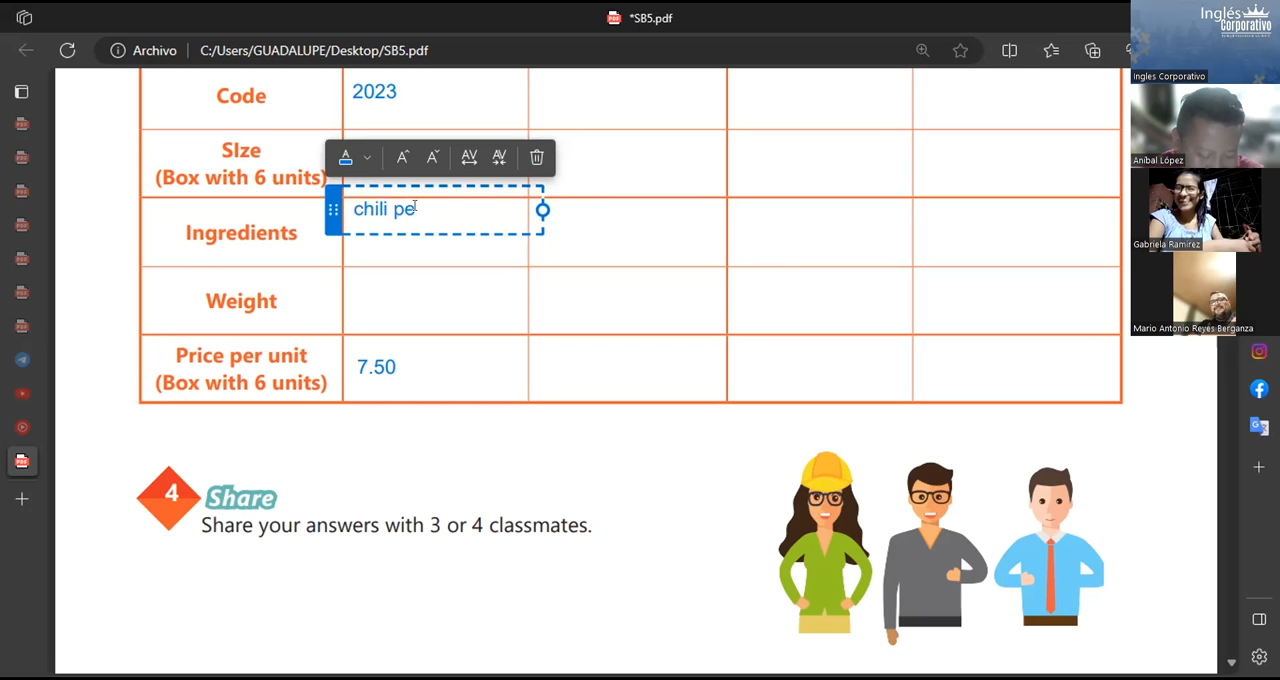 *SB5.pdf
Archivo
C:/Users/GUADALUPE/Desktop/SB5.pdf
Inglés
Corporativo
Ingles Corporativo
Aníbal López
Gabriela Ramírez
Mario Antonio Reyes Berganza
Code
2023
SIze
(Box with 6 units)
Ingredients
chili pe
Weight
Price per unit
(Box with 6 units)
7.50
4
Share
Share your answers with 3 or 4 classmates.